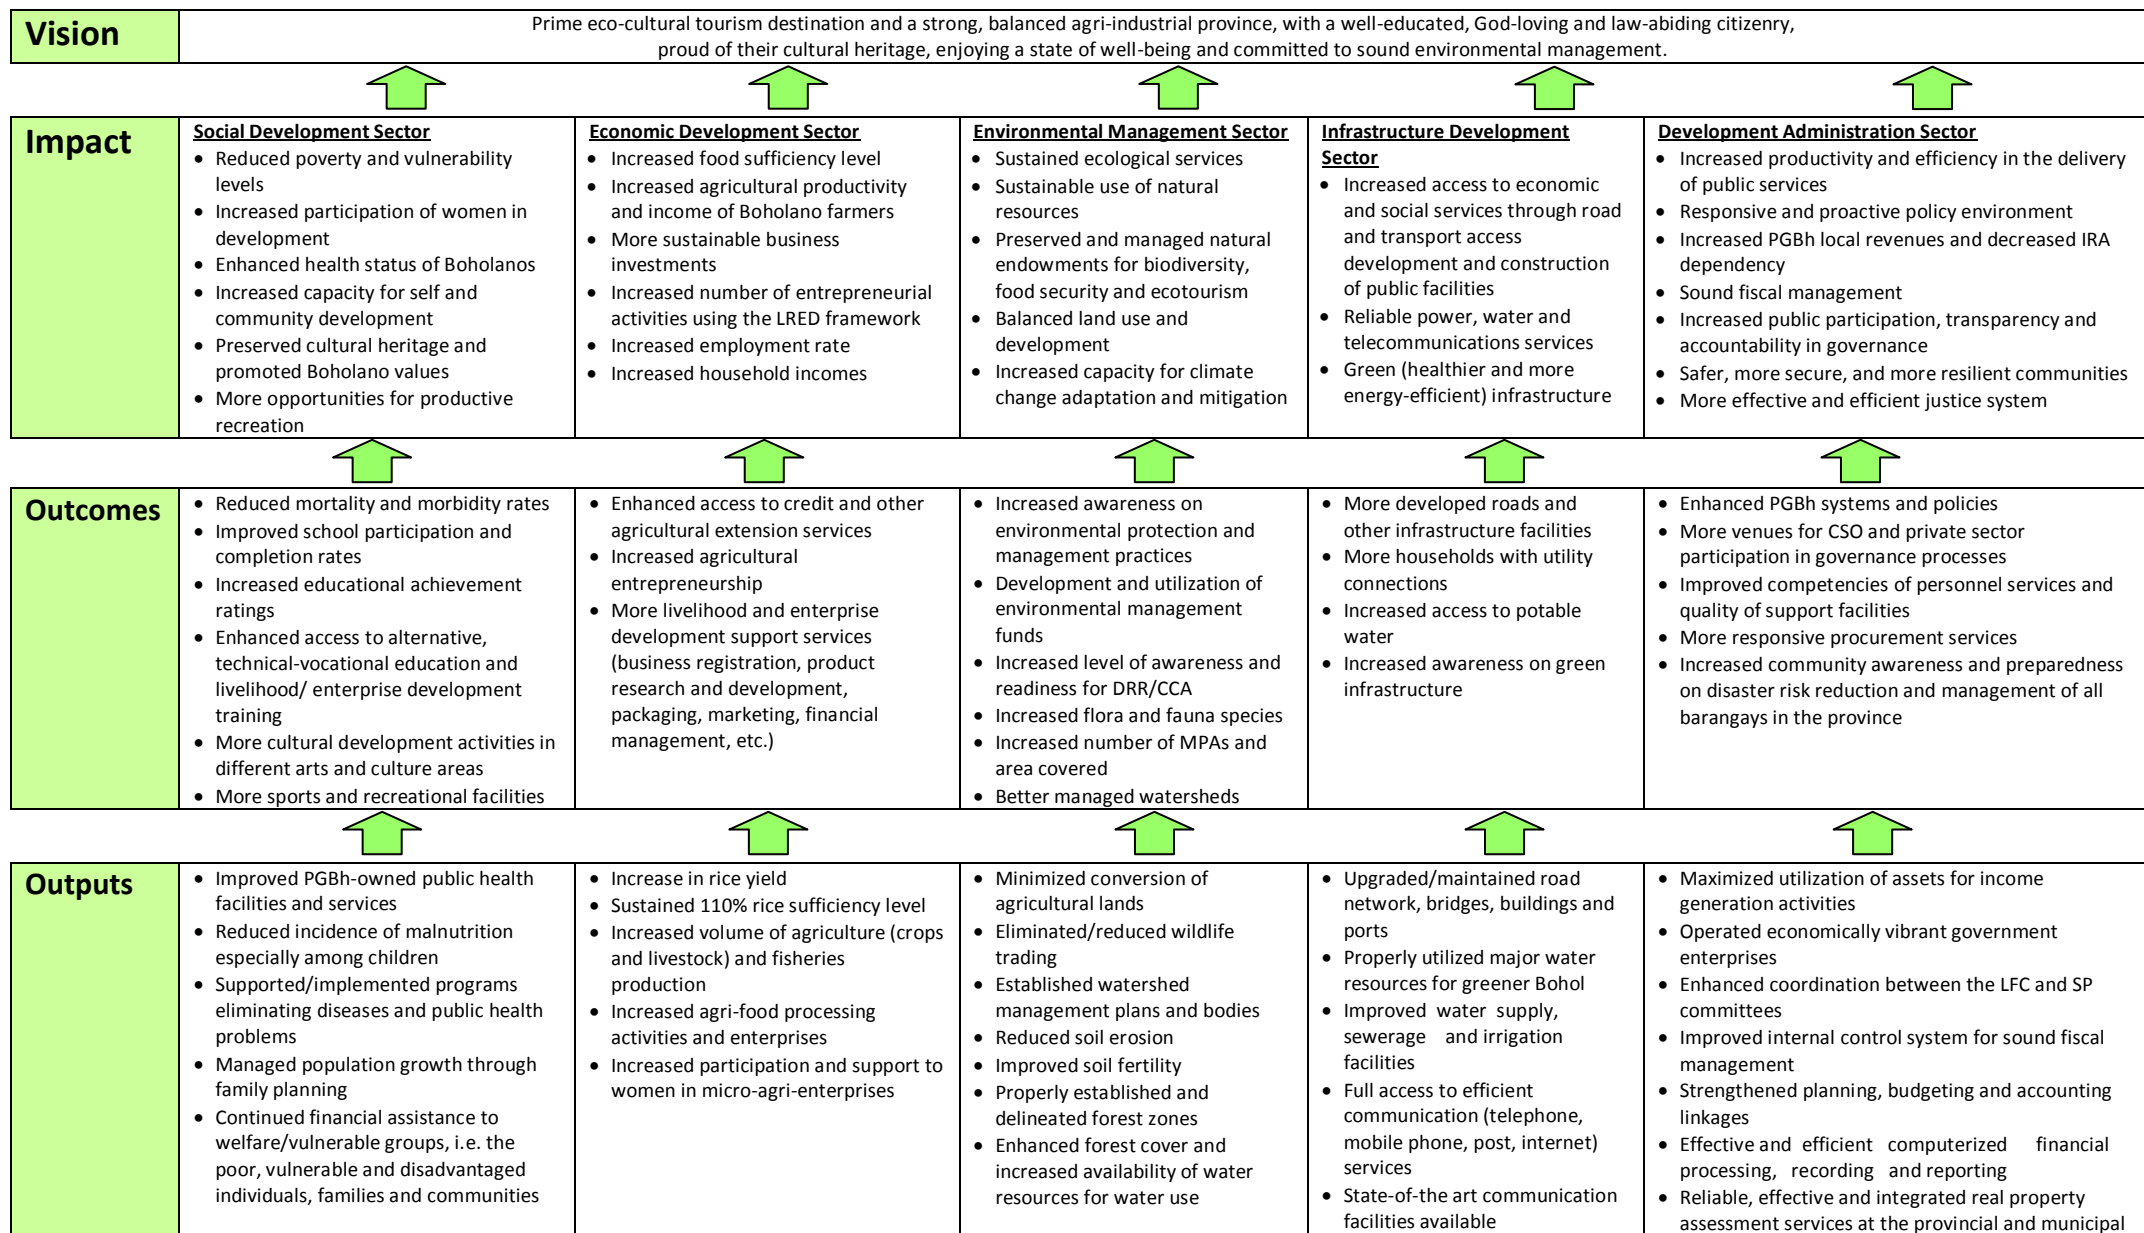 Vision
Prime eco-cultural tourism destination and a strong, balanced agri-industrial province, with a well-educated, God-loving and law-abiding citizenry,
proud of their cultural heritage, enjoying a state of well-being and committed to sound environmental management.
Impact
Social Development Sector
• Reduced poverty and vulnerability
levels
• Increased participation of women in
development
• Enhanced health status of Boholanos
• Increased capacity for self and
community development
• Preserved cultural heritage and
promoted Boholano values
• More opportunities for productive
recreation
Economic Development Sector
• Increased food sufficiency level
• Increased agricultural productivity
and income of Boholano farmers
• More sustainable business
investments
• Increased number of entrepreneurial
activities using the LRED framework
• Increased employment rate
• Increased household incomes
Environmental Management Sector
• Sustained ecological services
• Sustainable use of natural
resources
• Preserved and managed natural
endowments for biodiversity,
food security and ecotourism
• Balanced land use and
development
• Increased capacity for climate
change adaptation and mitigation
Infrastructure Development
Sector
• Increased access to economic
and social services through road
and transport access
development and construction
of public facilities
• Reliable power, water and
telecommunications services
• Green (healthier and more
energy-efficient) infrastructure
Development Administration Sector
• Increased productivity and efficiency in the delivery
of public services
• Responsive and proactive policy environment
• Increased PGBh local revenues and decreased IRA
dependency
• Sound fiscal management
• Increased public participation, transparency and
accountability in governance
• Safer, more secure, and more resilient communities
• More effective and efficient justice system
Outcomes
• Reduced mortality and morbidity rates
• Improved school participation and
completion rates
• Increased educational achievement
ratings
• Enhanced access to alternative,
technical-vocational education and
livelihood/ enterprise development
training
• More cultural development activities in
different arts and culture areas
• More sports and recreational facilities
• Enhanced access to credit and other
agricultural extension services
• Increased agricultural
entrepreneurship
• More livelihood and enterprise
development support services
(business registration, product
research and development,
packaging, marketing, financial
management, etc.)
• Increased awareness on
environmental protection and
management practices
• Development and utilization of
environmental management
funds
• Increased level of awareness and
readiness for DRR/CCA
• Increased flora and fauna species
• Increased number of MPAs and
area covered
• Better managed watersheds
• More developed roads and
other infrastructure facilities
• More households with utility
connections
• Increased access to potable
water
• Increased awareness on green
infrastructure
• Enhanced PGBh systems and policies
• More venues for CSO and private sector
participation in governance processes
• Improved competencies of personnel services and
quality of support facilities
• More responsive procurement services
• Increased community awareness and preparedness
on disaster risk reduction and management of all
barangays in the province
Outputs
• Improved PGBh-owned public health
facilities and services
• Reduced incidence of malnutrition
especially among children
• Supported/implemented programs
eliminating diseases and public health
problems
• Managed population growth through
family planning
• Continued financial assistance to
welfare/vulnerable groups, i.e. the
poor, vulnerable and disadvantaged
individuals, families and communities
• Increase in rice yield
• Sustained 110% rice sufficiency level
• Increased volume of agriculture (crops
and livestock) and fisheries
production
• Increased agri-food processing
activities and enterprises
• Increased participation and support to
women in micro-agri-enterprises
• Minimized conversion of
agricultural lands
• Eliminated/reduced wildlife
trading
• Established watershed
management plans and bodies
• Reduced soil erosion
• Improved soil fertility
• Properly established and
delineated forest zones
• Enhanced forest cover and
increased availability of water
resources for water use
• Upgraded/maintained road
network, bridges, buildings and
ports
• Properly utilized major water
resources for greener Bohol
• Improved water supply,
sewerage and irrigation
facilities
• Full access to efficient
communication (telephone,
mobile phone, post, internet)
services
• State-of-the art communication
facilities available
• Maximized utilization of assets for income
generation activities
• Operated economically vibrant government
enterprises
• Enhanced coordination between the LFC and SP
committees
• Improved internal control system for sound fiscal
management
• Strengthened planning, budgeting and accounting
linkages
• Effective and efficient computerized financial
processing, recording and reporting
• Reliable, effective and integrated real property
assessment services at the provincial and municipal